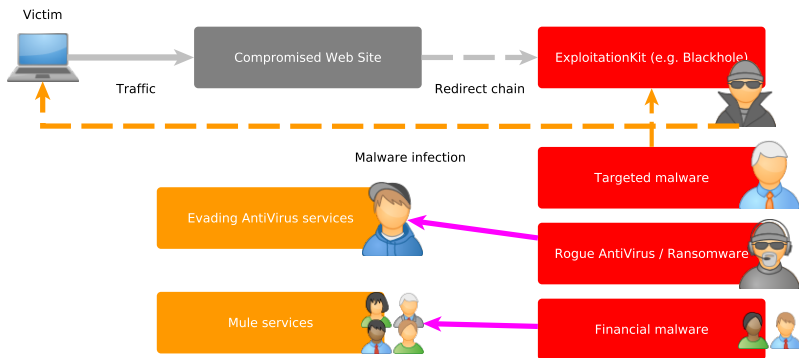 Victim
Compromised Web Site
ExploitationKit (e.g. Blackhole)
Traffic
Redirect chain
Malware infection
Targeted malware
Evading AntiVirus services
Rogue AntiVirus / Ransomware
Mule services
Financial malware